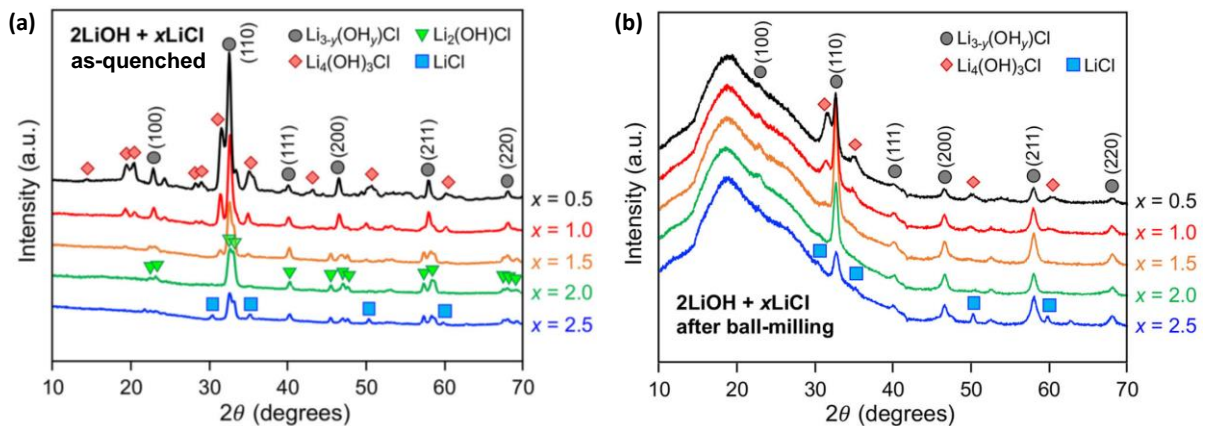 (a)
2LiOH + xLiCl
as-quenched
Li3-y(OHy)Cl
Li2(OH)Cl
Li4(OH)3Cl
LiCl
(100)
(110)
(111)
(200)
(211)
(220)
x = 0.5
x = 1.0
x = 1.5
x = 2.0
x = 2.5
Intensity (a.u.)
10 20 30 40 50 60 70
2θ (degrees)
(b)
Li3-y(OHy)Cl
Li4(OH)3Cl
LiCl
(100)
(110)
(111)
(200)
(211)
(220)
x = 0.5
x = 1.0
x = 1.5
x = 2.0
x = 2.5
2LiOH + xLiCl
after ball-milling
Intensity (a.u.)
10 20 30 40 50 60 70
2θ (degrees)